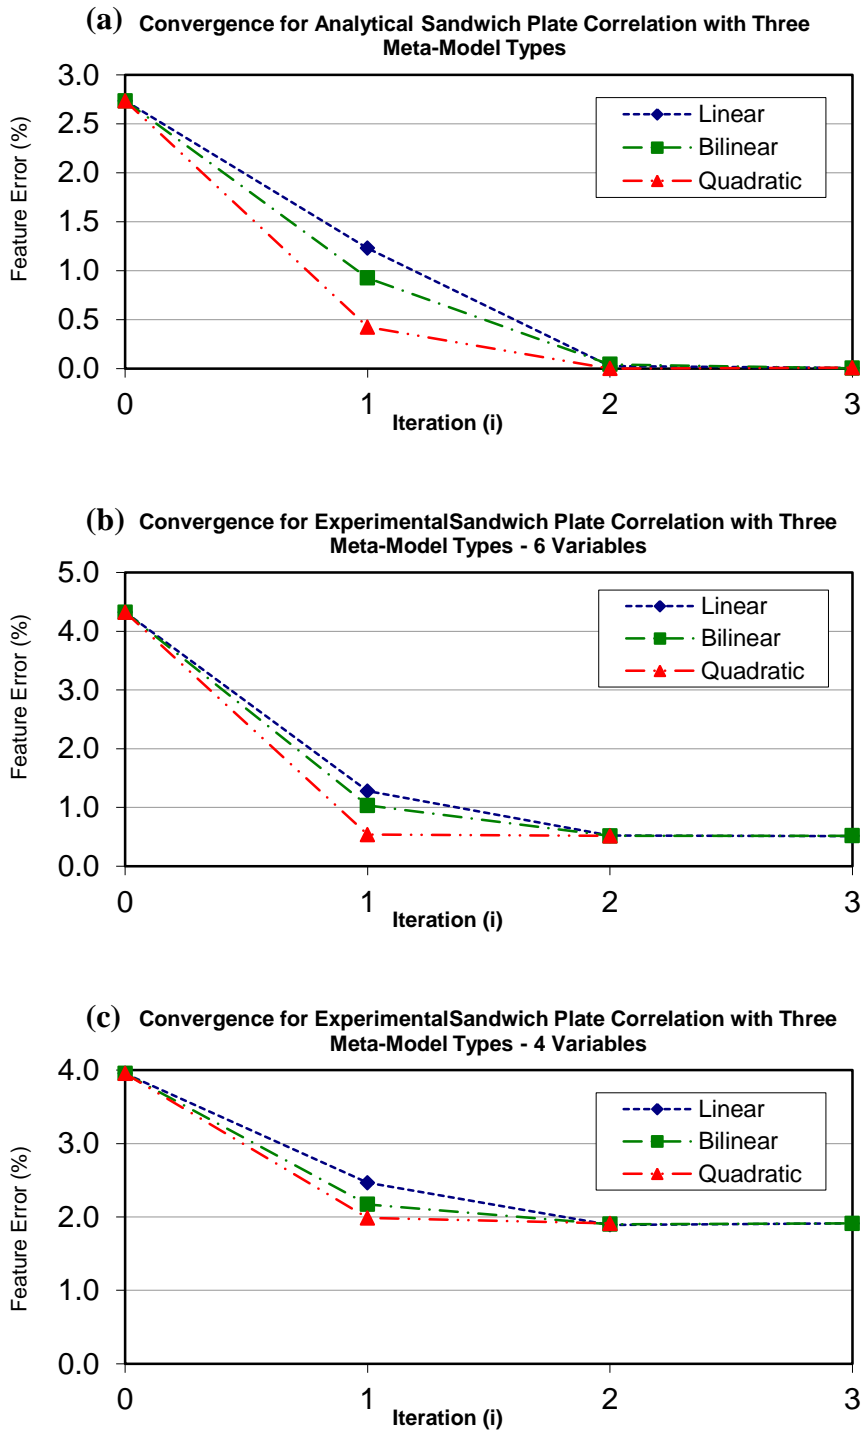 (a) Convergence for Analytical Sandwich Plate Correlation with Three
Meta-Model Types
3.0
2.5
2.0
1.5
1.0
0.5
0.0
Feature Error (%)
Linear
Bilinear
Quadratic
0 1 2 3
Iteration (i)
(b) Convergence for ExperimentalSandwich Plate Correlation with Three
Meta-Model Types - 6 Variables
5.0
4.0
3.0
2.0
1.0
0.0
Feature Error (%)
Linear
Bilinear
Quadratic
0 1 2 3
Iteration (i)
(c) Convergence for ExperimentalSandwich Plate Correlation with Three
Meta-Model Types - 4 Variables
4.0
3.0
2.0
1.0
0.0
Feature Error (%)
Linear
Bilinear
Quadratic
0 1 2 3
Iteration (i)